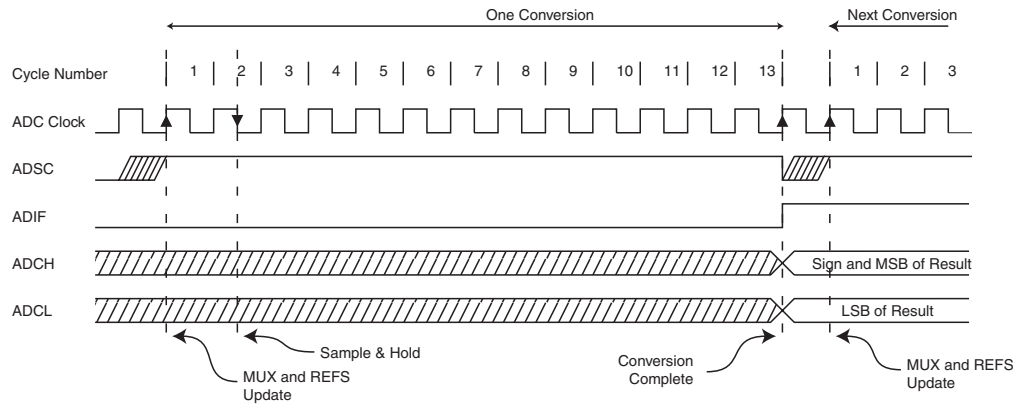 One Conversion
Next Conversion
Cycle Number
1 2 3 4 5 6 7 8 9 10 11 12 13 1 2 3
ADC Clock
ADSC
ADIF
ADCH
Sign and MSB of Result
ADCL
LSB of Result
Sample & Hold
MUX and REFS
Update
Conversion
Complete
MUX and REFS
Update